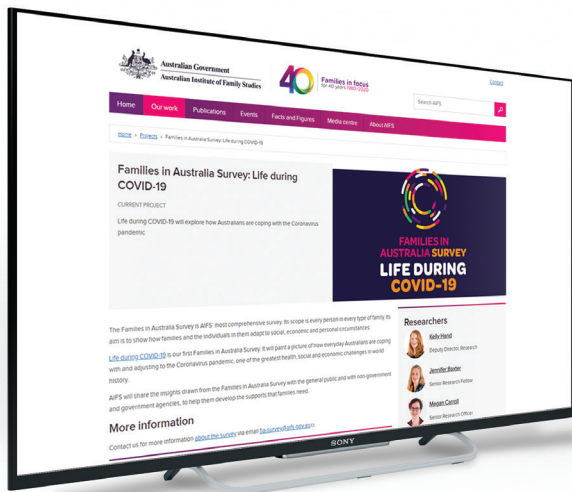 Australian Government
Australian Institute of Family Studies
40
Families in focus
for 40 years 1980-2020
Contact
Search AIFS
Home
Our work
Publications
Events
Facts and Figures
Media centre
About AIFS
Home > Projects > Families in Australia Survey: Life during COVID-19
Families in Australia Survey: Life during
COVID-19
CURRENT PROJECT
Life during COVID-19 will explore how Australians are coping with the Coronavirus
pandemic
FAMILIES IN
AUSTRALIA SURVEY
LIFE DURING
COVID-19
The Families in Australia Survey is AIFS' most comprehensive survey. Its scope is every person in every type of family. Its
aim is to show how families and the individuals in them adapt to social, economic and personal circumstances.
Life during COVID-19 is our first Families in Australia Survey. It will paint a picture of how everyday Australians are coping
with and adjusting to the Coronavirus pandemic, one of the greatest health, social and economic challenges in world
history.
AIFS will share the insights drawn from the Families in Australia Survey with the general public and with non-government
and government agencies, to help them develop the supports that families need.
More information
Contact us for more information about the survey via email fia-survey@aifs.gov.au
Researchers
Kelly Hand
Deputy Director, Research
Jennifer Baxter
Senior Research Fellow
Megan Carroll
Senior Research Officer
SONY